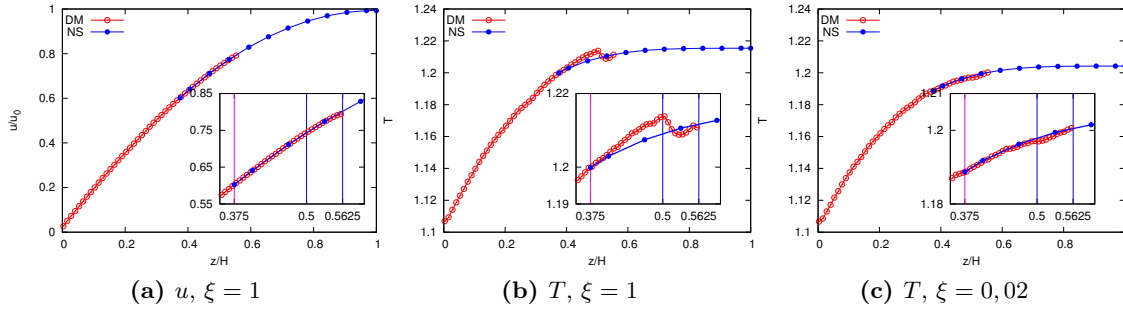 1
0.8
0.6
0.4
0.2
0
u/u0
DM
NS
0.85
0.75
0.65
0.55
0.375 0.5 0.5625
0 0.2 0.4 0.6 0.8 1
z/H
(a) u, ξ = 1
1.24
1.22
1.2
1.18
1.16
1.14
1.12
1.1
T
DM
NS
1.22
1.2
1.19
0.375 0.5 0.5625
0 0.2 0.4 0.6 0.8 1
z/H
(b) T, ξ = 1
1.24
1.22
1.2
1.18
1.16
1.14
1.12
1.1
T
DM
NS
1.21
1.2
1.18
0.375 0.5 0.5625
0 0.2 0.4 0.6 0.8
z/H
(c) T, ξ = 0, 02